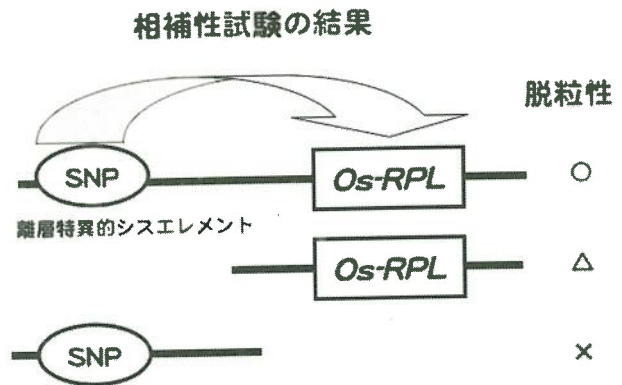 相補性試験の結果
脱粒性
SNP Os-RPL ○
離層特異的シスエレメント
Os-RPL △
SNP ×